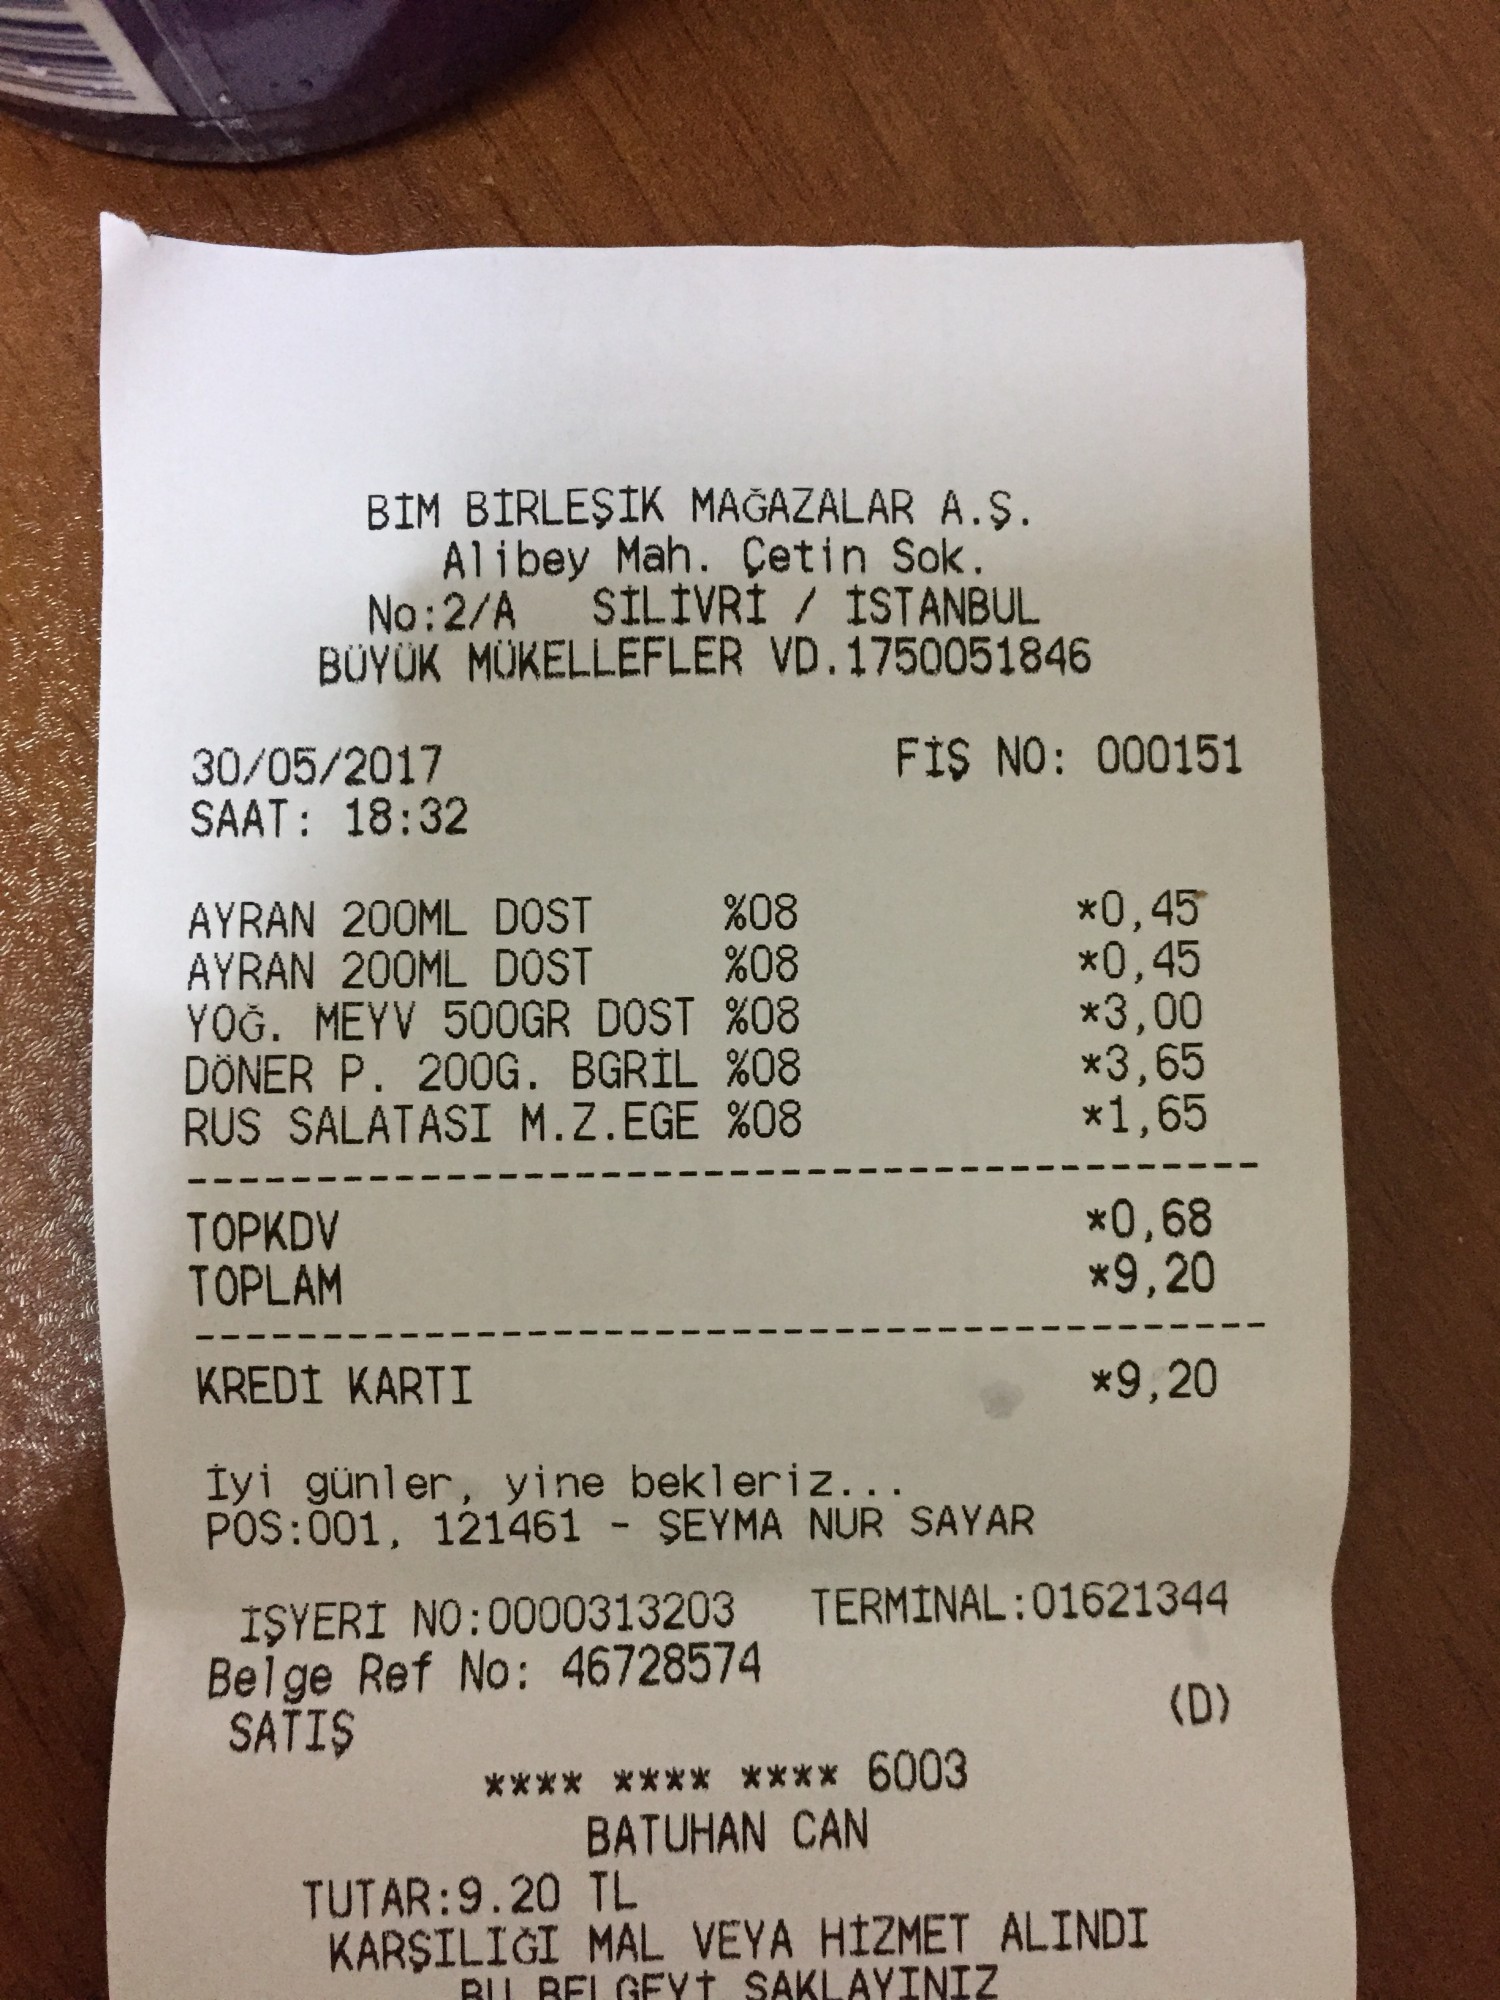 BİM BİRLEŞİK MAĞAZALAR A.Ş.
Alibey Mah. Çetin Sok.
No:2/A SİLİVRİ / İSTANBUL
BÜYÜK MÜKELLEFLER VD.1750051846
30/05/2017 FİŞ NO: 000151
SAAT: 18:32
AYRAN 200ML DOST %08 *0,45
AYRAN 200ML DOST %08 *0,45
YOĞ. MEYV 500GR DOST %08 *3,00
DÖNER P. 200G. BGRİL %08 *3,65
RUS SALATASI M.Z.EGE %08 *1,65
TOPKDV *0,68
TOPLAM *9,20
KREDİ KARTI *9,20
İyi günler, yine bekleriz...
POS:001, 121461 - ŞEYMA NUR SAYAR
İŞYERİ NO:0000313203 TERMİNAL:01621344
Belge Ref No: 46728574
SATIŞ (D)
**** **** **** 6003
BATUHAN CAN
TUTAR:9.20 TL
KARŞILIĞI MAL VEYA HİZMET ALINDI
BU BELGEYİ SAKLAYINIZ